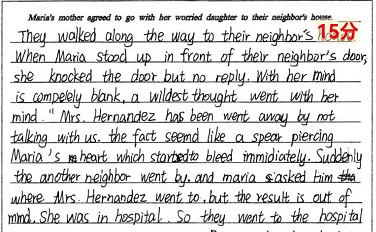 Maria's mother agreed to go with her worried daughter to their neighbor's house.
They walked along the way to their neighbor's 15分
When Maria stood up in front of their neighbor's door,
she knocked the door but no reply. With her mind
is compelely blank, a wildest thought went with her
mind. "Mrs. Hernandez has been went away by not
talking with us. the fact seemd like a spear piercing
Maria's heart which started to bleed immidiately. Suddenly
the another neighbor went by. and maria asked him
where Mrs. Hernandez went to, but the result is out of
mind. She was in hospital. So they went to the hospital